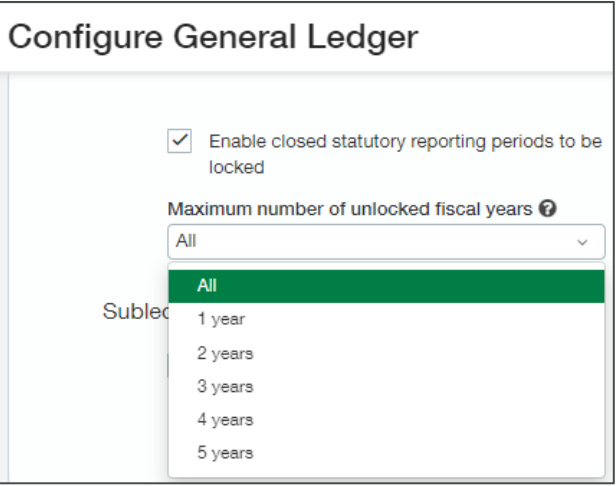 Configure General Ledger
Enable closed statutory reporting periods to be
locked
Maximum number of unlocked fiscal years
All
All
Subled
1 year
2 years
3 years
4 years
5 years